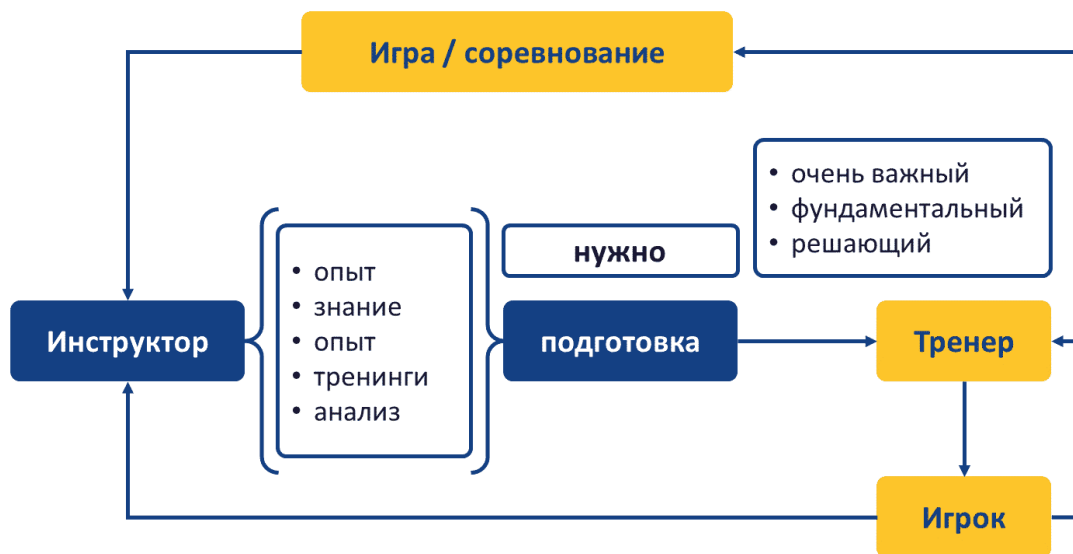 Игра / соревнование
• очень важный
• фундаментальный
• решающий
нужно
• опыт
• знание
• опыт
• тренинги
• анализ
Инструктор
подготовка
Тренер
Игрок